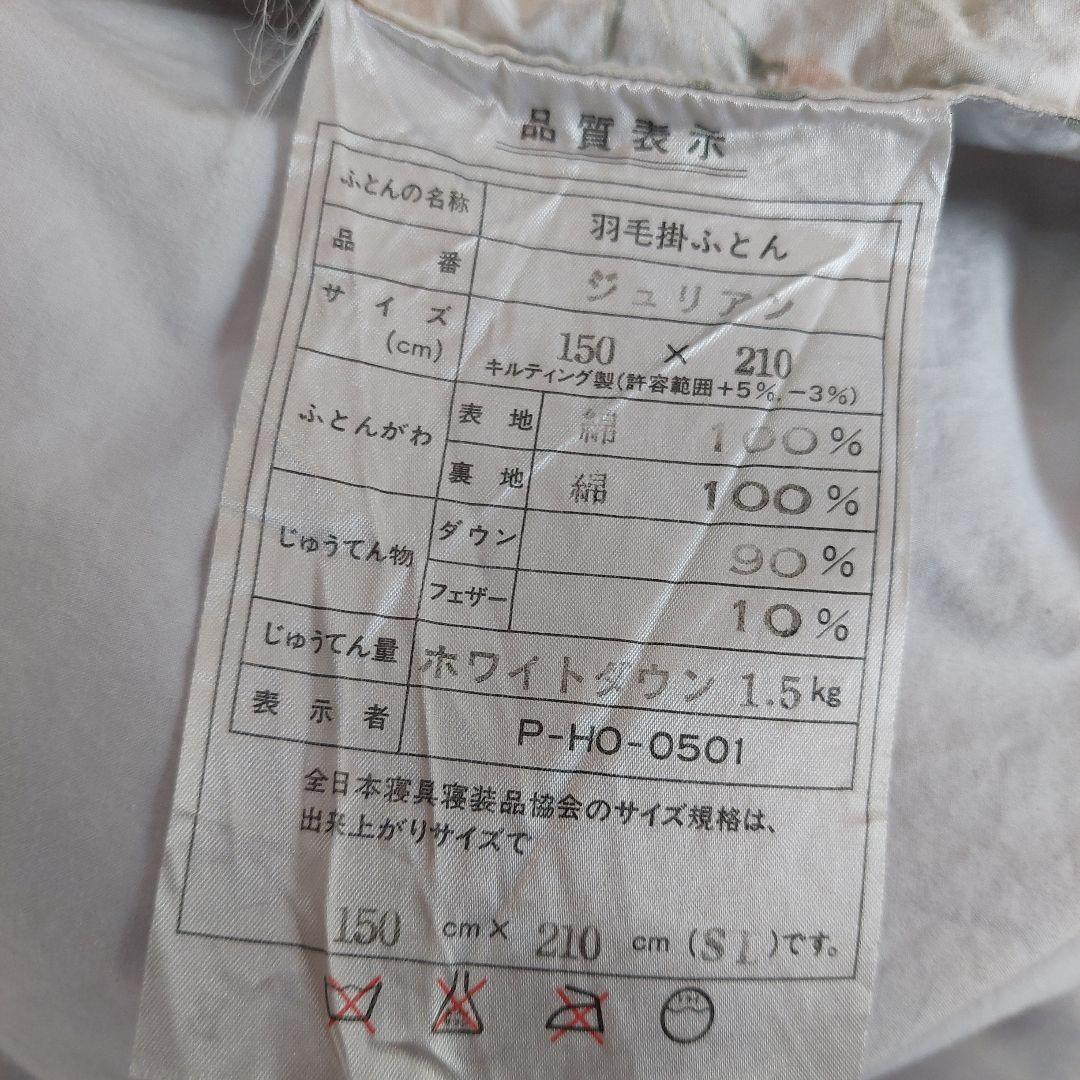 品質表示
ふとんの名称 羽毛掛ふとん
品番 ジュリアン
サイズ(cm) 150 × 210
キルティング製(許容範囲+5%,−3%)
ふとんがわ 表地 綿 100%
裏地 綿 100%
じゅうてん物 ダウン 90%
フェザー 10%
じゅうてん量 ホワイトダウン 1.5kg
表示者 P-HO-0501
全日本寝具寝装品協会のサイズ規格は、
出来上がりサイズで
150 cm× 210 cm (SL)です。